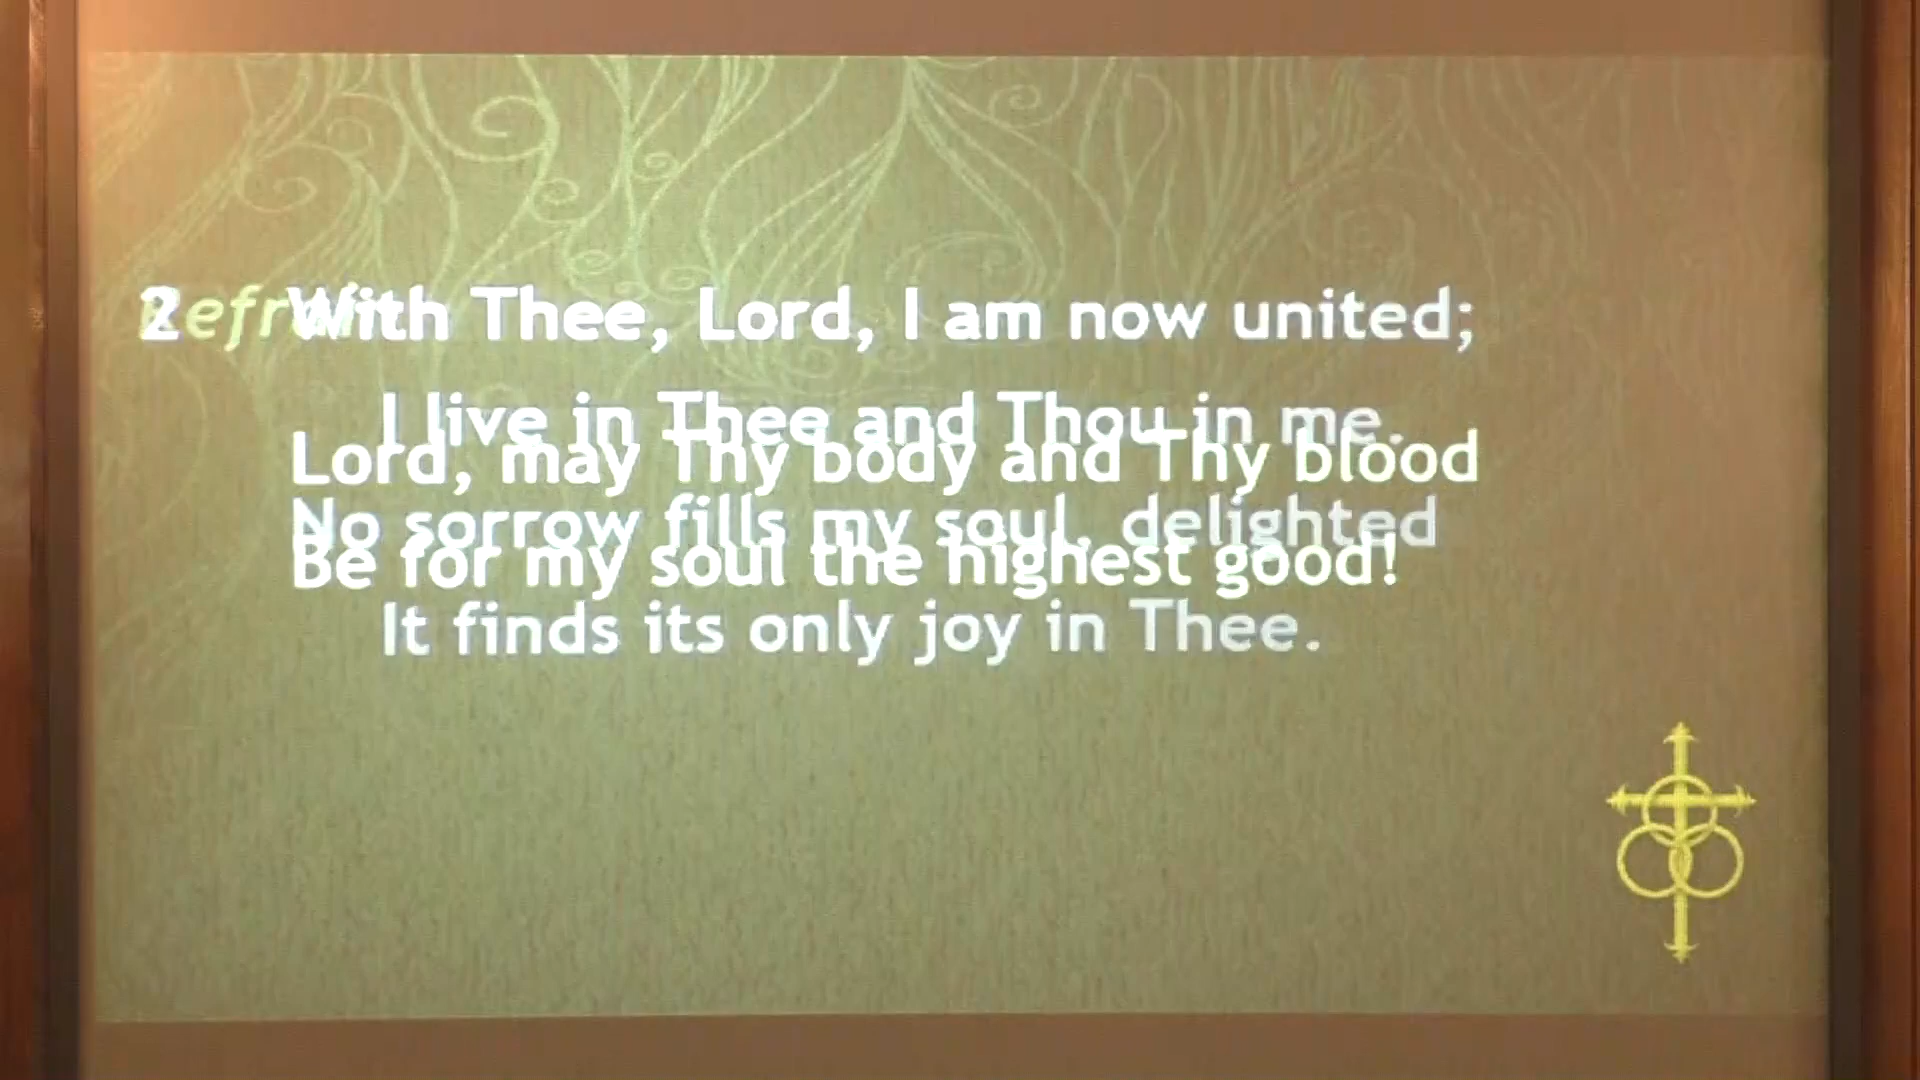 Refrain
2 With Thee, Lord, I am now united;
I live in Thee and Thou in me.
Lord, may Thy body and Thy blood
No sorrow fills my soul, delighted
Be for my soul the highest good!
It finds its only joy in Thee.